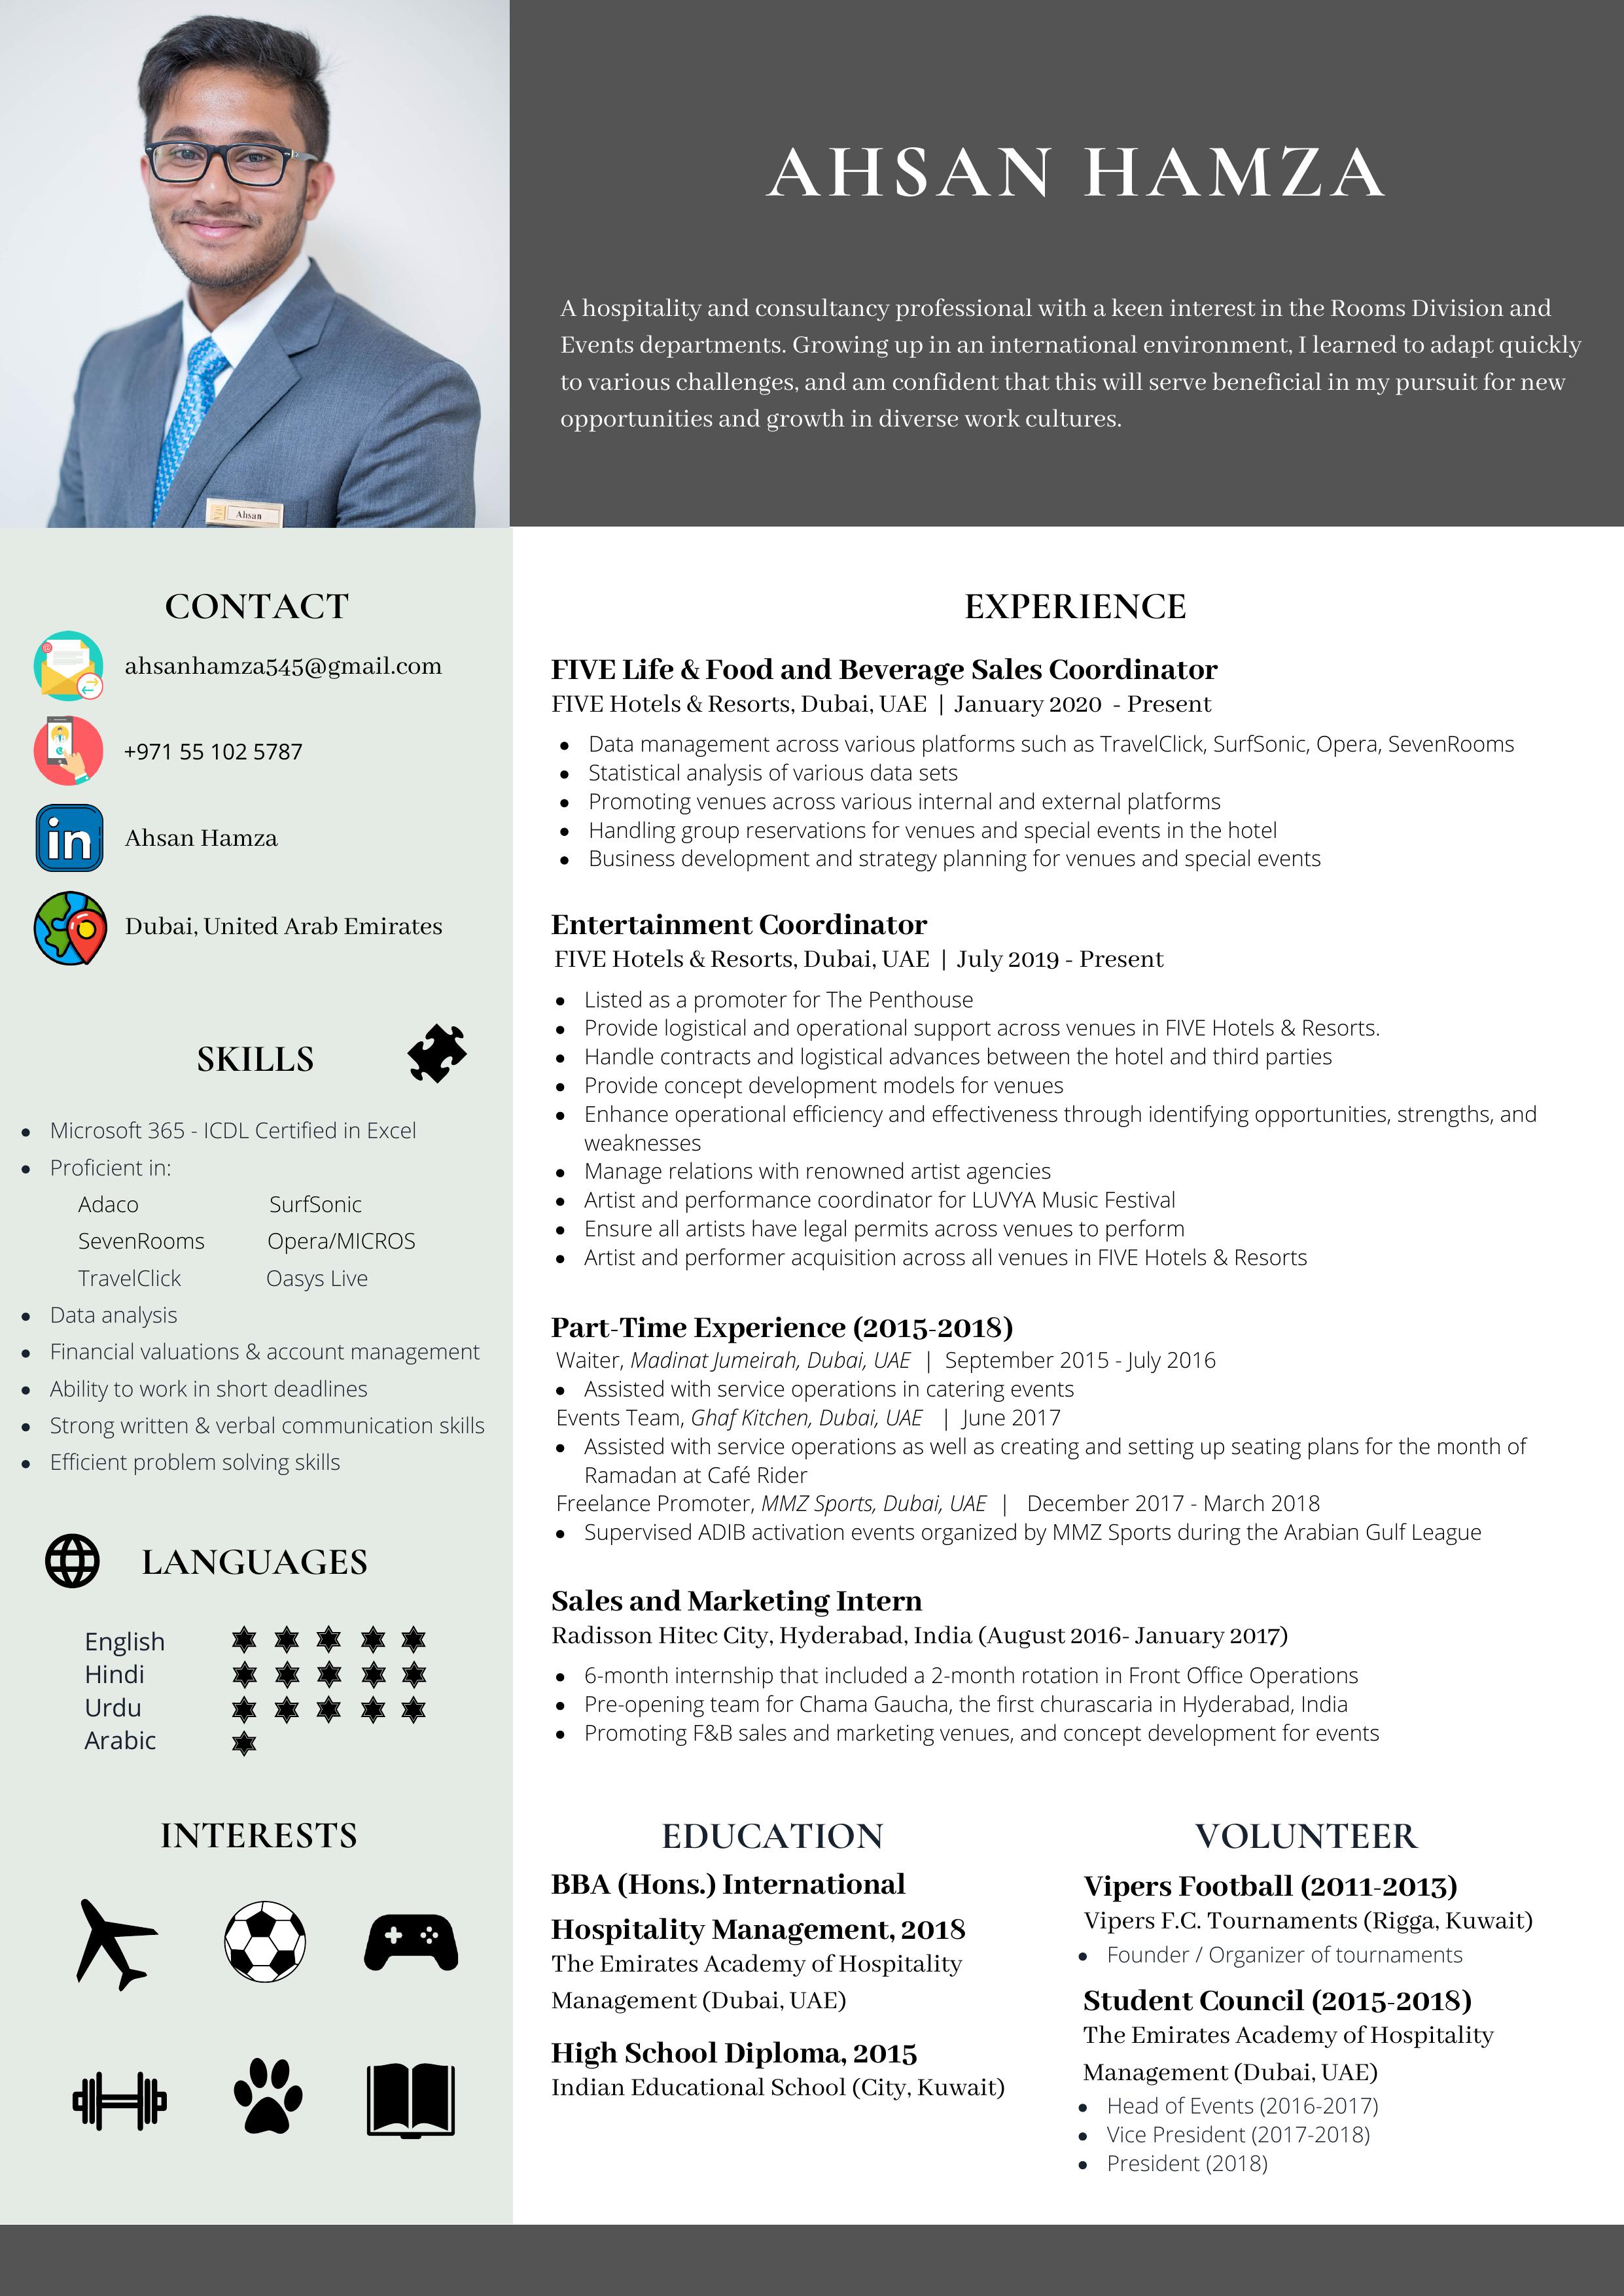 AHSAN HAMZA
A hospitality and consultancy professional with a keen interest in the Rooms Division and
Events departments. Growing up in an international environment, I learned to adapt quickly
to various challenges, and am confident that this will serve beneficial in my pursuit for new
opportunities and growth in diverse work cultures.
Ahsan
CONTACT
ahsanhamza545@gmail.com
+971 55 102 5787
in
Ahsan Hamza
Dubai, United Arab Emirates
SKILLS
Microsoft 365 - ICDL Certified in Excel
Proficient in:
Adaco SurfSonic
SevenRooms Opera/MICROS
TravelClick Oasys Live
Data analysis
Financial valuations & account management
Ability to work in short deadlines
Strong written & verbal communication skills
Efficient problem solving skills
LANGUAGES
English
Hindi
Urdu
Arabic
INTERESTS
EXPERIENCE
FIVE Life & Food and Beverage Sales Coordinator
FIVE Hotels & Resorts, Dubai, UAE | January 2020 - Present
Data management across various platforms such as TravelClick, SurfSonic, Opera, SevenRooms
Statistical analysis of various data sets
Promoting venues across various internal and external platforms
Handling group reservations for venues and special events in the hotel
Business development and strategy planning for venues and special events
Entertainment Coordinator
FIVE Hotels & Resorts, Dubai, UAE | July 2019 - Present
Listed as a promoter for The Penthouse
Provide logistical and operational support across venues in FIVE Hotels & Resorts.
Handle contracts and logistical advances between the hotel and third parties
Provide concept development models for venues
Enhance operational efficiency and effectiveness through identifying opportunities, strengths, and
weaknesses
Manage relations with renowned artist agencies
Artist and performance coordinator for LUVYA Music Festival
Ensure all artists have legal permits across venues to perform
Artist and performer acquisition across all venues in FIVE Hotels & Resorts
Part-Time Experience (2015-2018)
Waiter, Madinat Jumeirah, Dubai, UAE | September 2015 - July 2016
Assisted with service operations in catering events
Events Team, Ghaf Kitchen, Dubai, UAE | June 2017
Assisted with service operations as well as creating and setting up seating plans for the month of
Ramadan at Café Rider
Freelance Promoter, MMZ Sports, Dubai, UAE | December 2017 - March 2018
Supervised ADIB activation events organized by MMZ Sports during the Arabian Gulf League
Sales and Marketing Intern
Radisson Hitec City, Hyderabad, India (August 2016- January 2017)
6-month internship that included a 2-month rotation in Front Office Operations
Pre-opening team for Chama Gaucha, the first churascaria in Hyderabad, India
Promoting F&B sales and marketing venues, and concept development for events
EDUCATION
BBA (Hons.) International
Hospitality Management, 2018
The Emirates Academy of Hospitality
Management (Dubai, UAE)
High School Diploma, 2015
Indian Educational School (City, Kuwait)
VOLUNTEER
Vipers Football (2011-2013)
Vipers F.C. Tournaments (Rigga, Kuwait)
Founder / Organizer of tournaments
Student Council (2015-2018)
The Emirates Academy of Hospitality
Management (Dubai, UAE)
Head of Events (2016-2017)
Vice President (2017-2018)
President (2018)